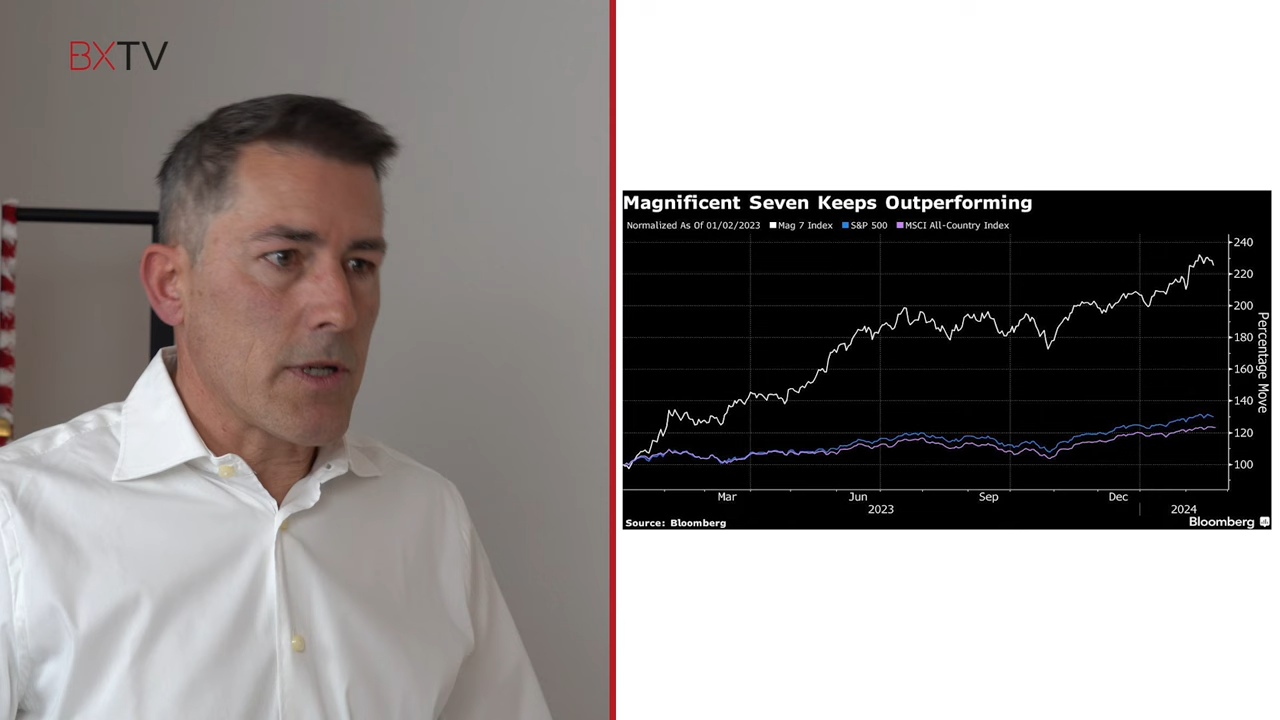 BXTV
Magnificent Seven Keeps Outperforming
Normalized As Of 01/02/2023 Mag 7 Index S&P 500 MSCI All-Country Index
240
220
200
180
160
140
120
100
Percentage Move
Mar Jun Sep Dec
2023 2024
Source: Bloomberg Bloomberg